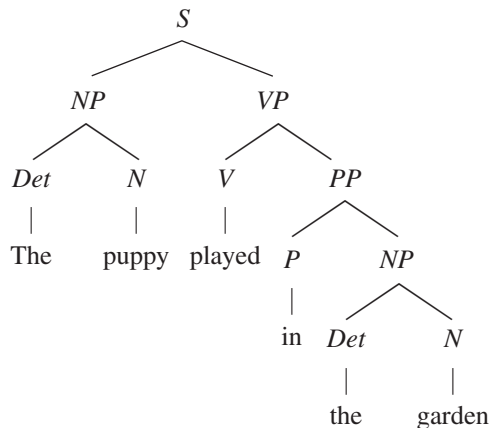 S
NP VP
Det N V PP
The puppy played P NP
in Det N
the garden